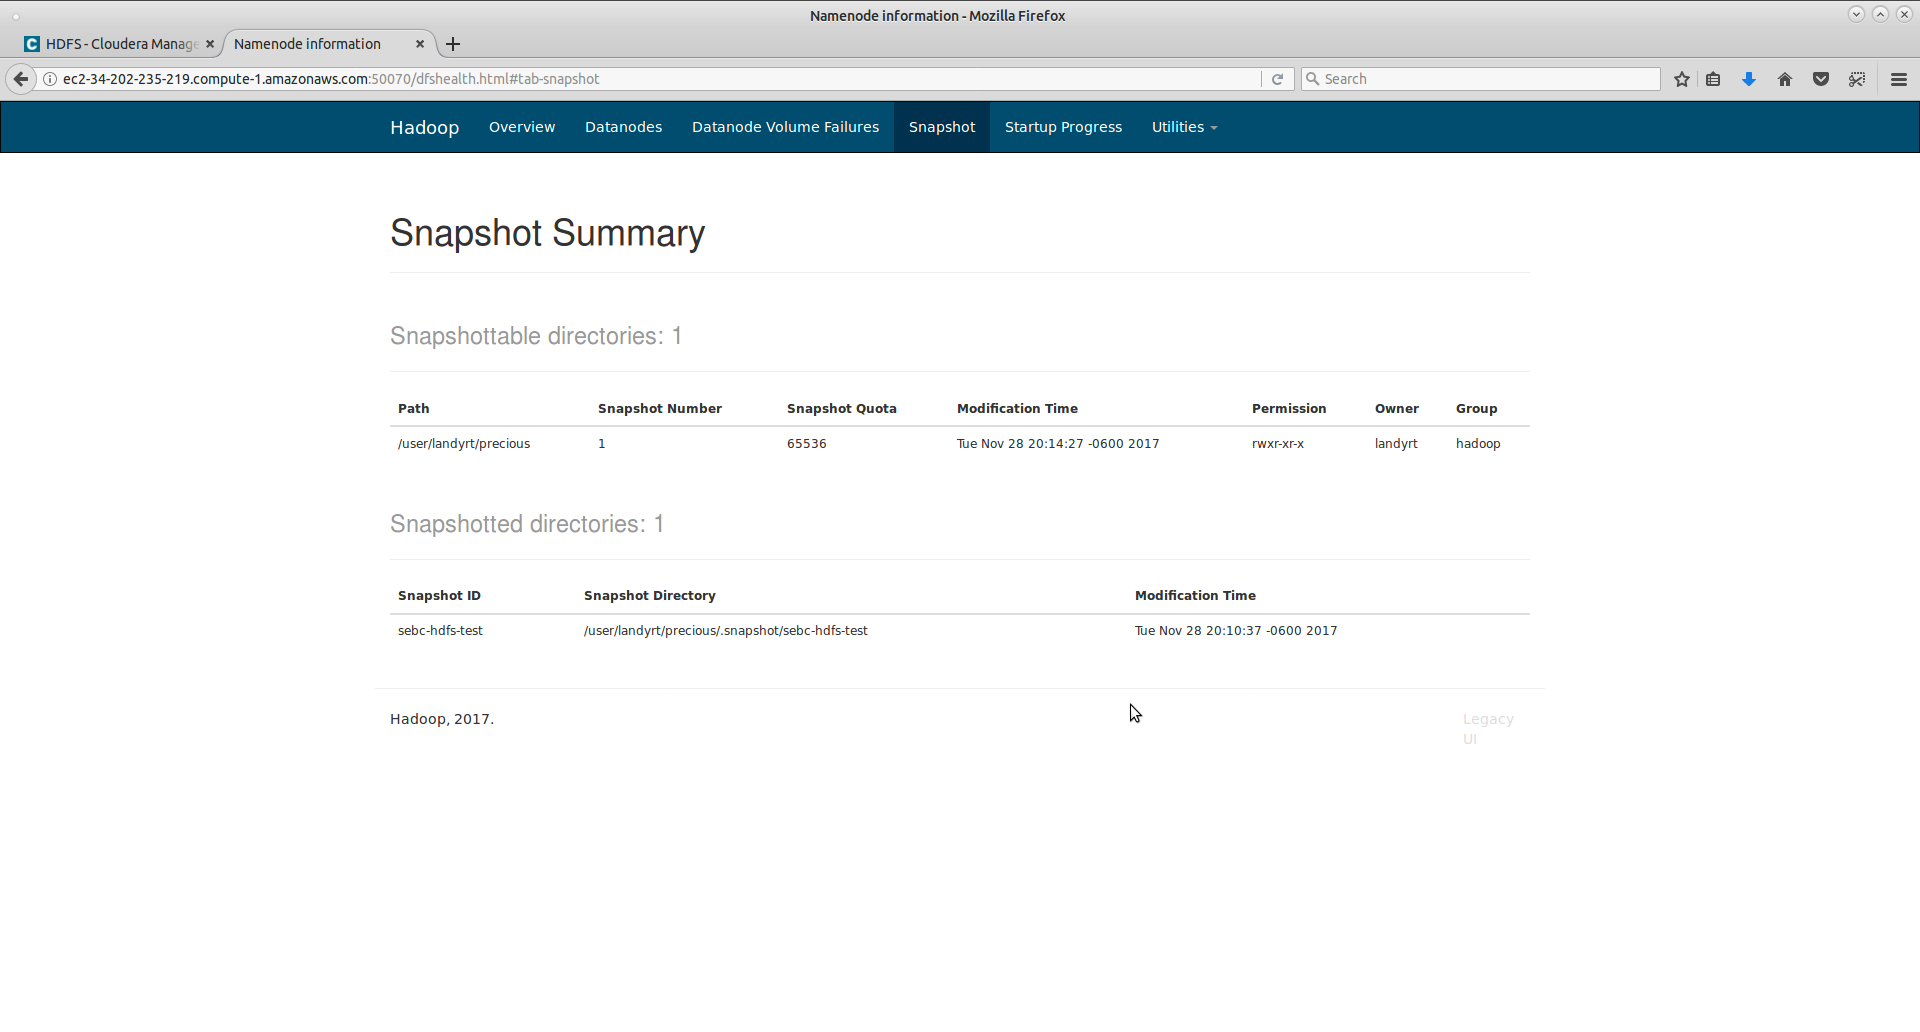 Namenode information - Mozilla Firefox
HDFS - Cloudera Manage
Namenode information
ec2-34-202-235-219.compute-1.amazonaws.com:50070/dfshealth.html#tab-snapshot
Search
Hadoop Overview Datanodes Datanode Volume Failures Snapshot Startup Progress Utilities
Snapshot Summary
Snapshottable directories: 1
Path Snapshot Number Snapshot Quota Modification Time Permission Owner Group
/user/landyrt/precious 1 65536 Tue Nov 28 20:14:27 -0600 2017 rwxr-xr-x landyrt hadoop
Snapshotted directories: 1
Snapshot ID Snapshot Directory Modification Time
sebc-hdfs-test /user/landyrt/precious/.snapshot/sebc-hdfs-test Tue Nov 28 20:10:37 -0600 2017
Hadoop, 2017.
Legacy
UI